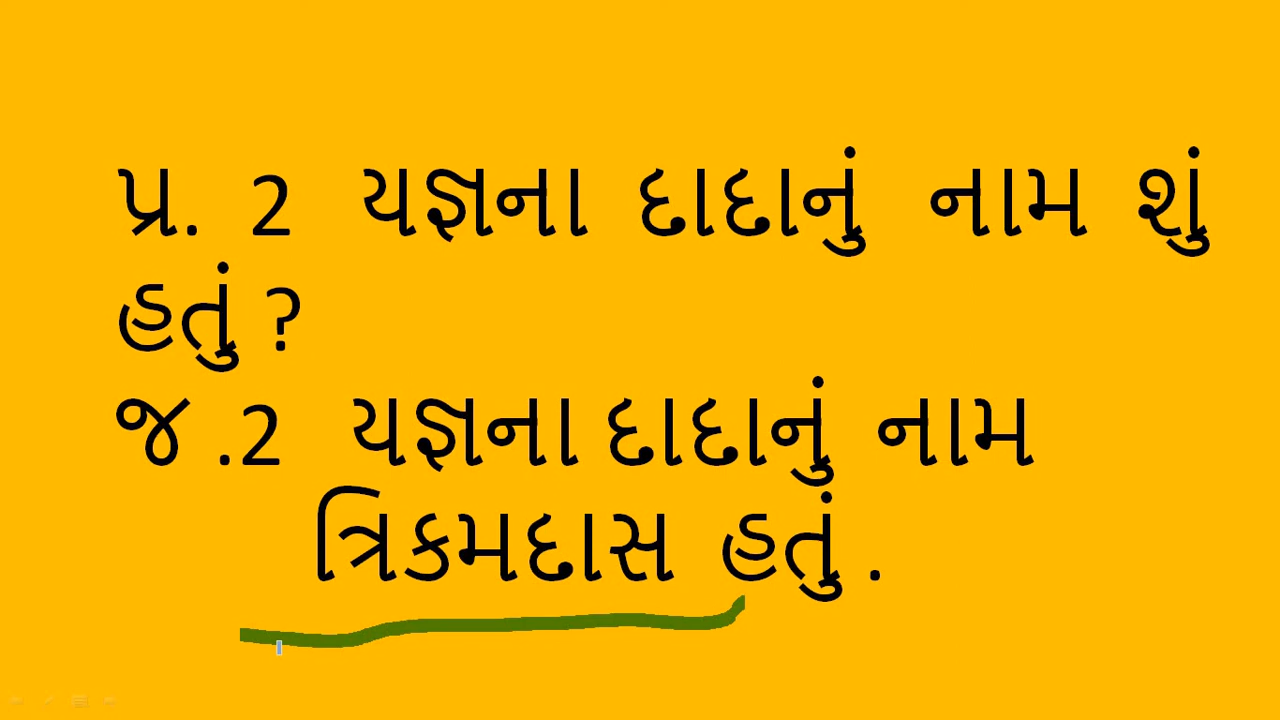 પ્ર. 2 યજ્ઞના દાદાનું નામ શું
હતું ?
જ .2 યજ્ઞના દાદાનું નામ
ત્રિકમદાસ હતું .